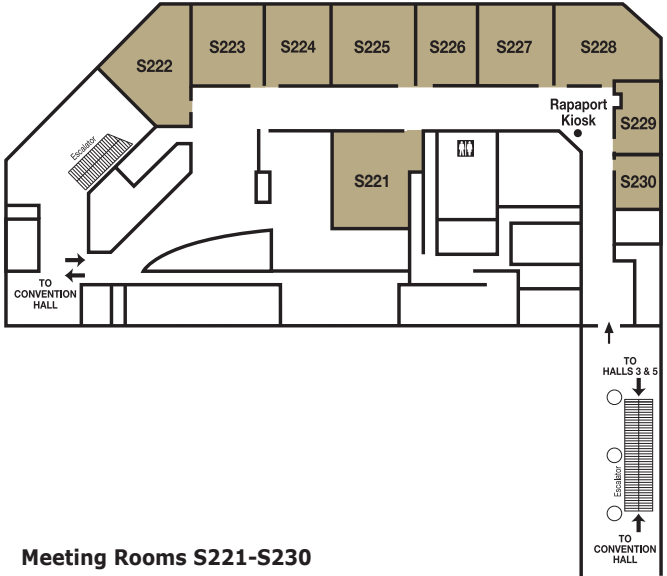 S222
S223
S224
S225
S226
S227
S228
Rapaport
Kiosk
S229
Escalator
S221
S230
TO
CONVENTION
HALL
TO
HALLS 3 & 5
Escalator
TO
CONVENTION
HALL
Meeting Rooms S221-S230